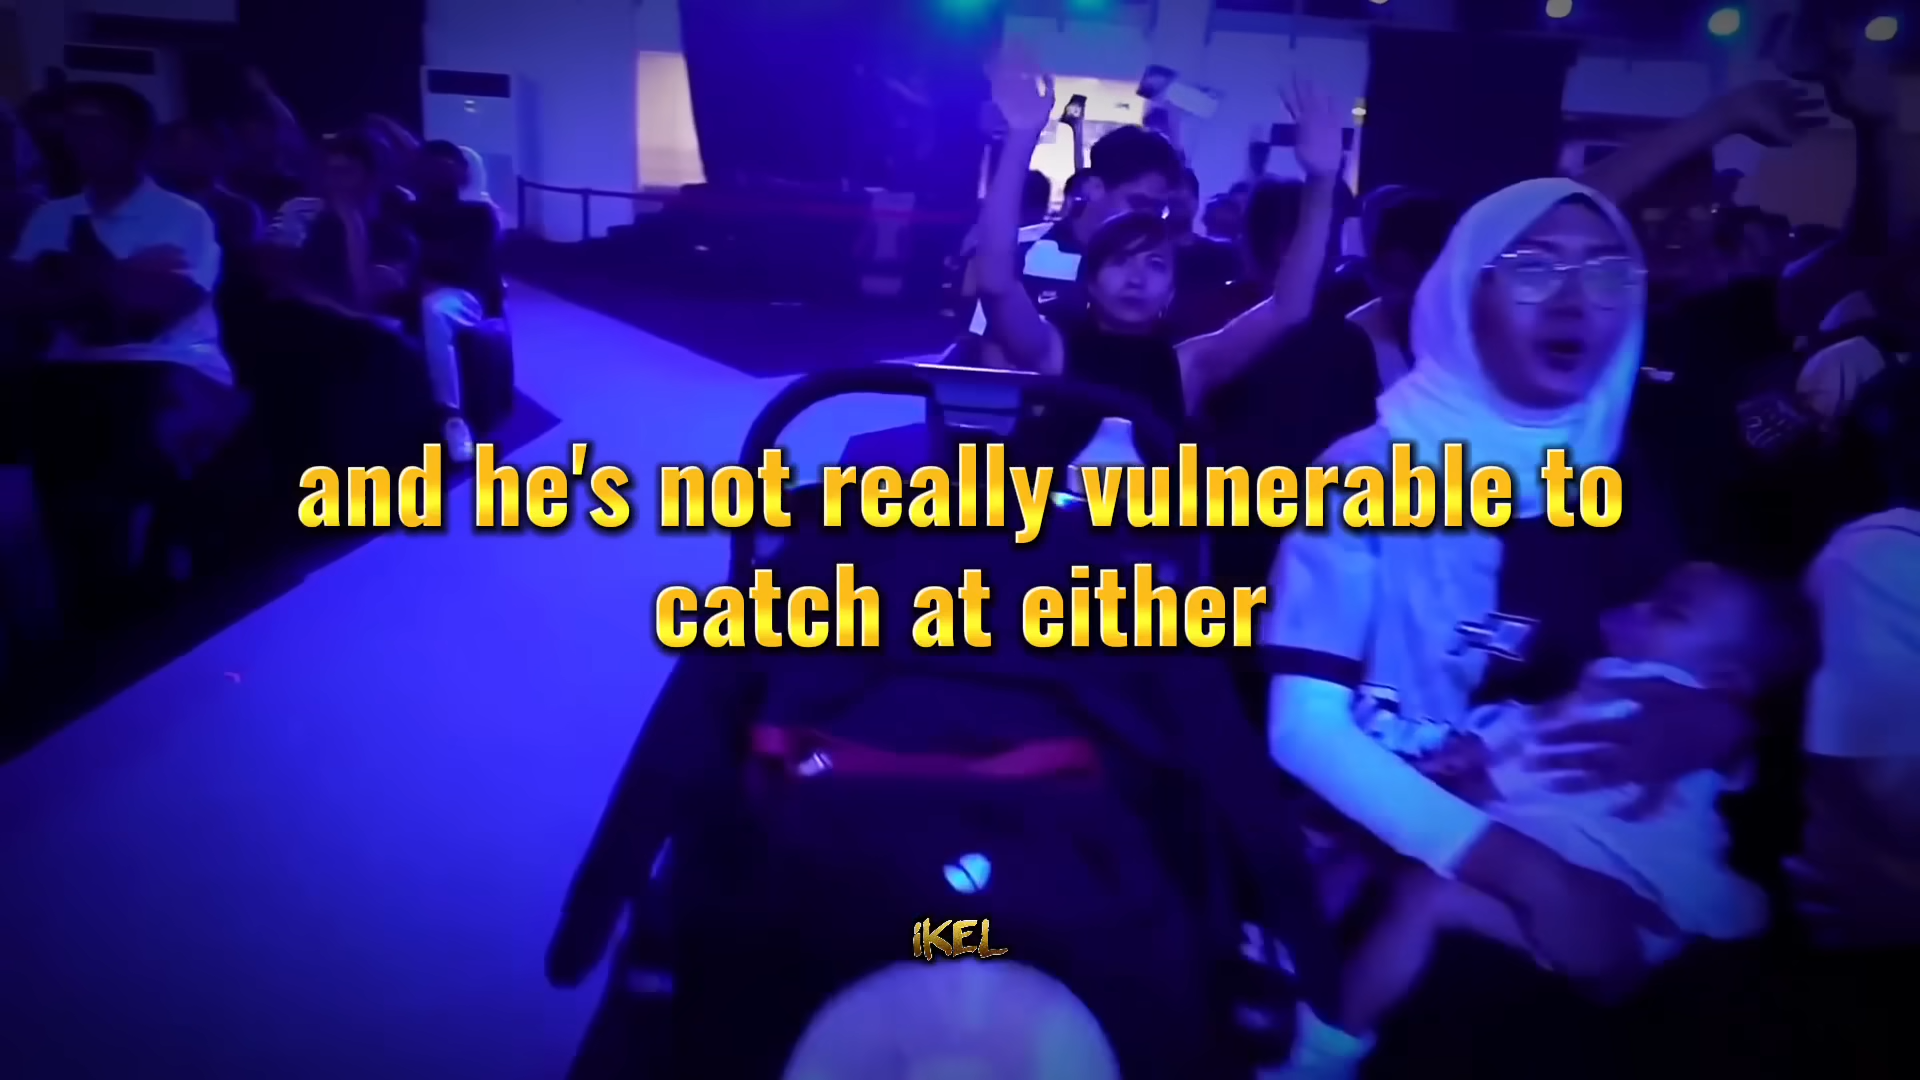 and he's not really vulnerable to
catch at either
iKEL